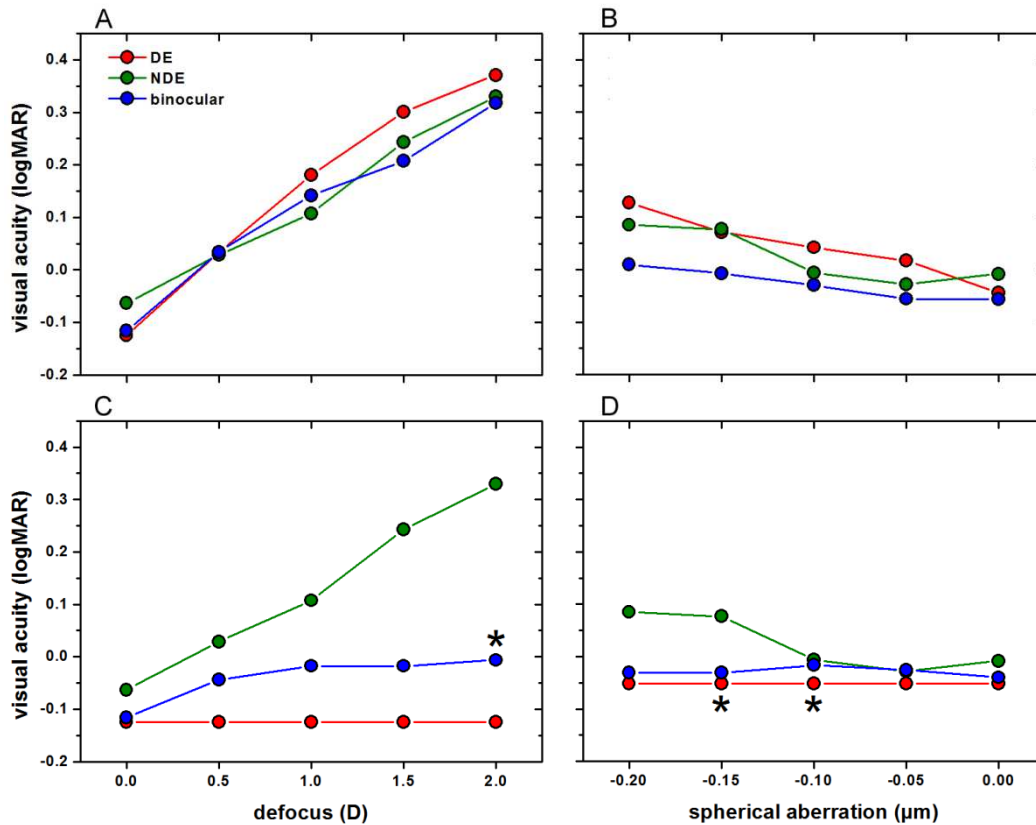 A
B
DE
NDE
binocular
0.4
0.3
0.2
0.1
0.0
-0.1
-0.2
visual acuity (logMAR)
visual acuity (logMAR)
C
D
0.4
0.3
0.2
0.1
0.0
-0.1
-0.2
*
*
*
0.0 0.5 1.0 1.5 2.0
-0.20 -0.15 -0.10 -0.05 0.00
defocus (D)
spherical aberration (µm)